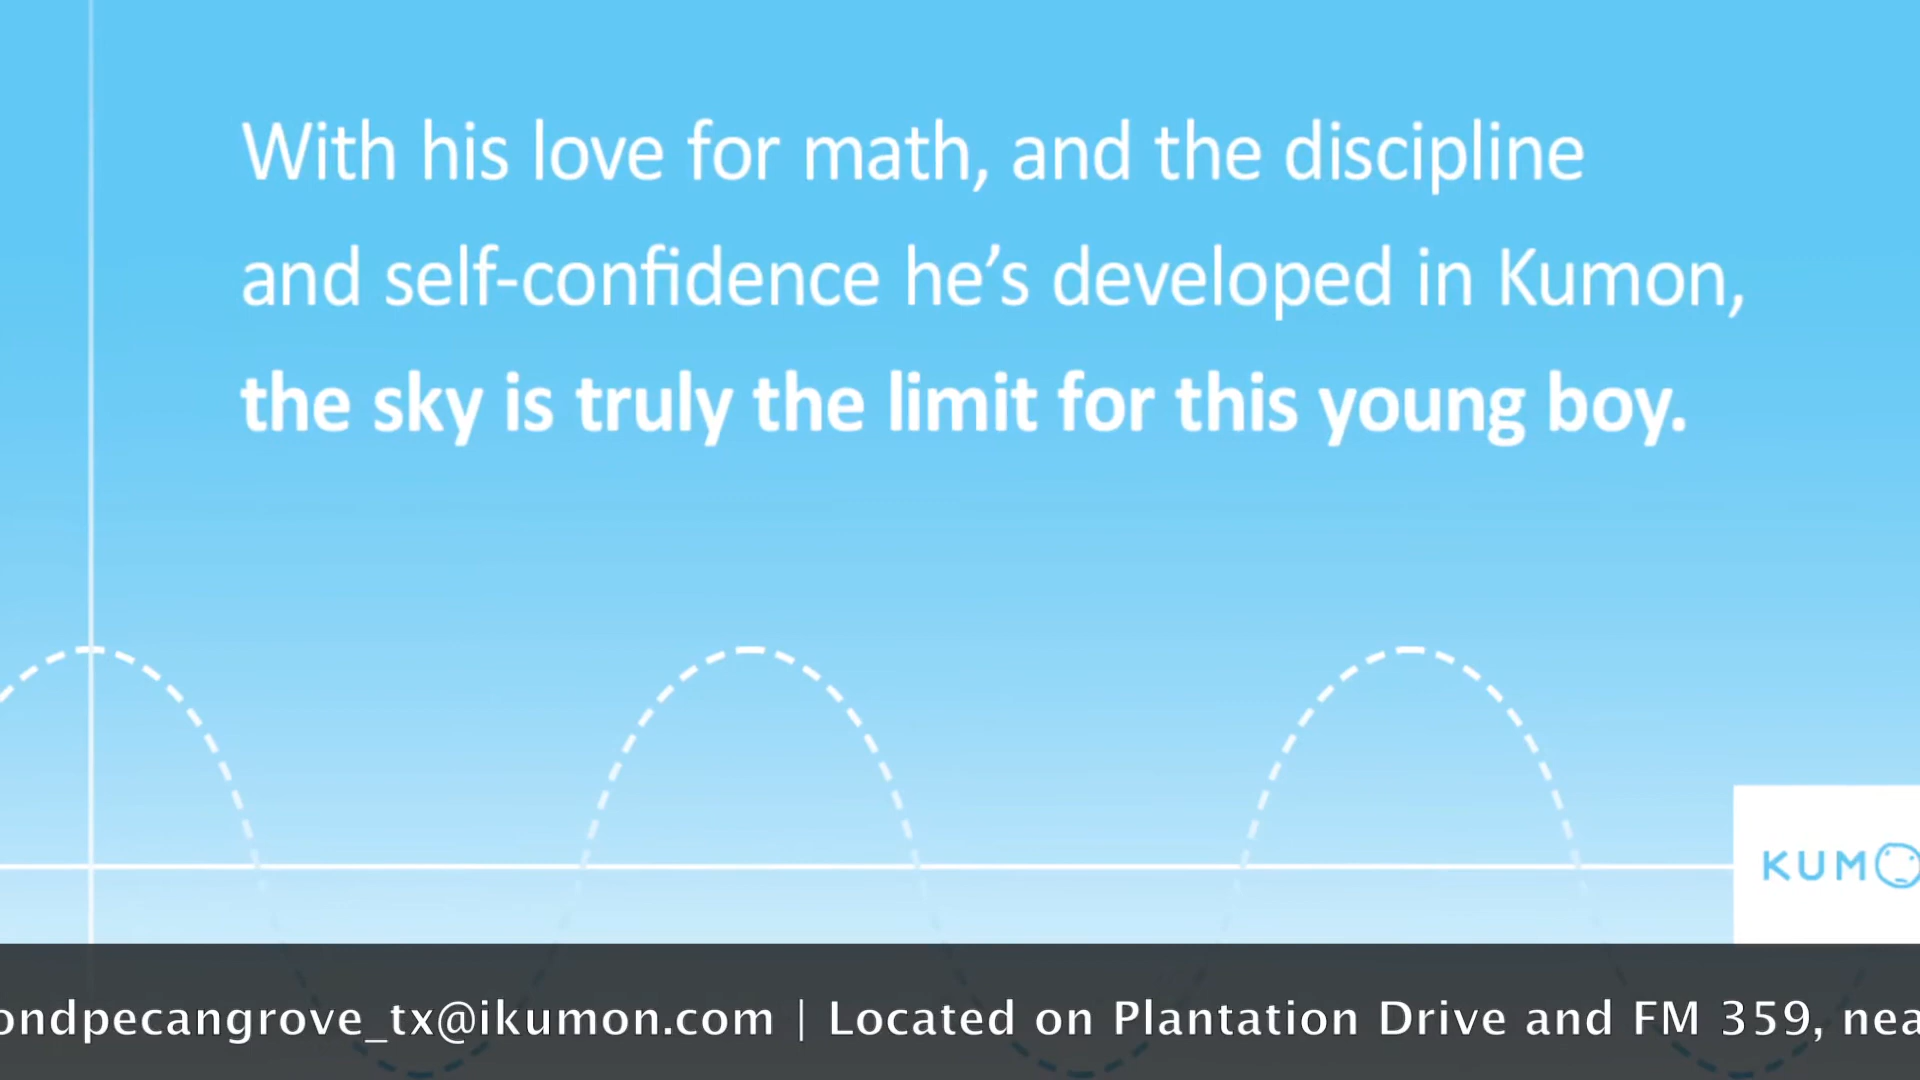 With his love for math, and the discipline
and self-confidence he’s developed in Kumon,
the sky is truly the limit for this young boy.
KUMO
ondpecangrove_tx@ikumon.com | Located on Plantation Drive and FM 359, nea